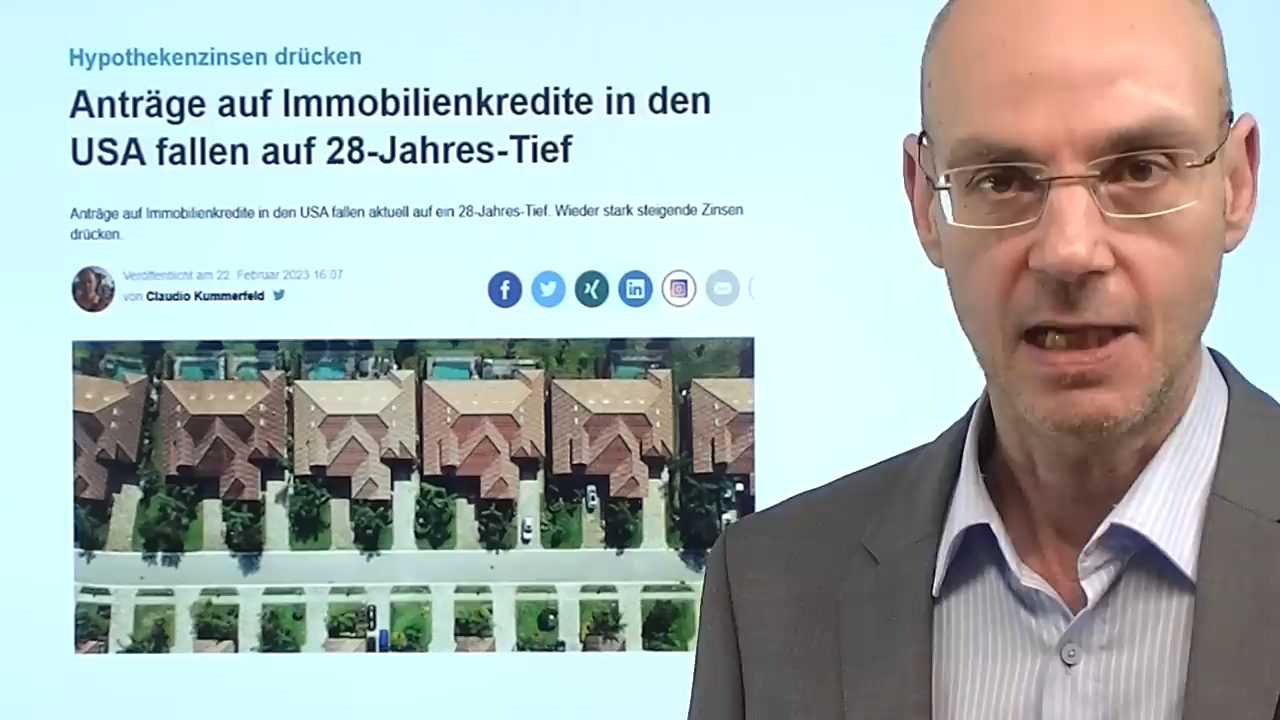 Hypothekenzinsen drücken
Anträge auf Immobilienkredite in den
USA fallen auf 28-Jahres-Tief
Anträge auf Immobilienkredite in den USA fallen aktuell auf ein 28-Jahres-Tief. Wieder stark steigende Zinsen
drücken.
Veröffentlicht am 22. Februar 2023 16:07
von Claudio Kummerfeld